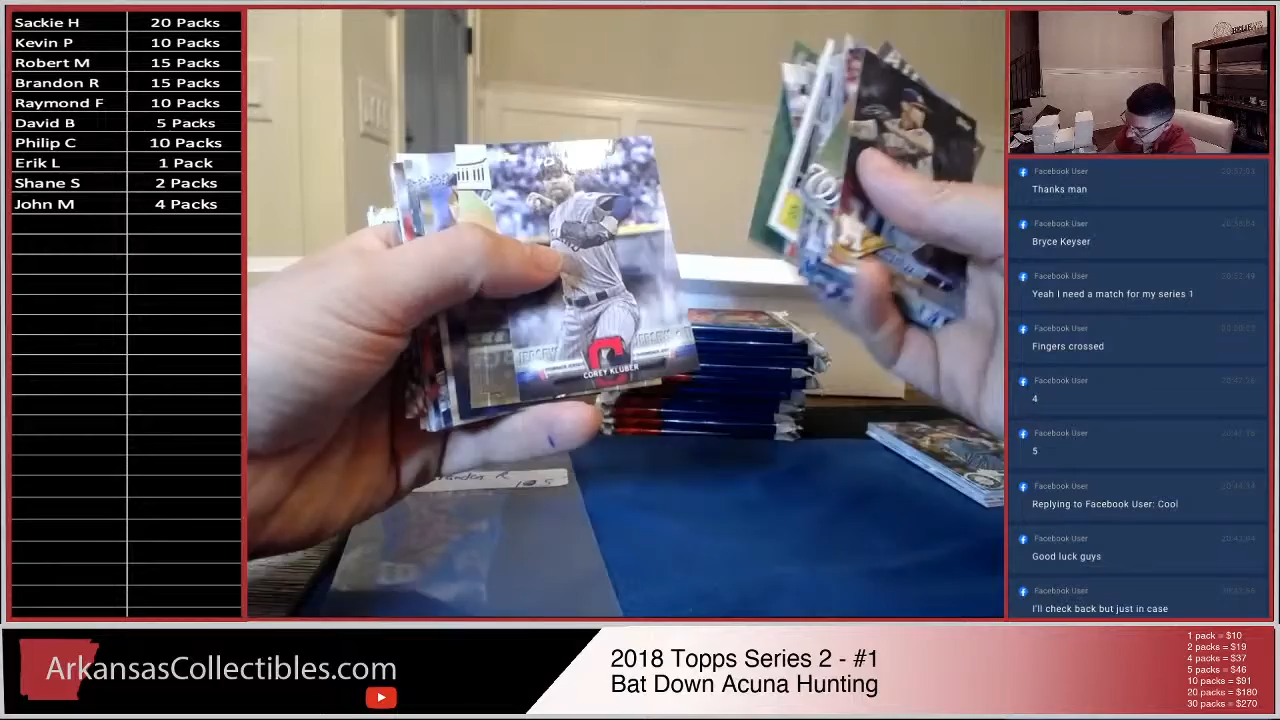 Sackie H 20 Packs
Kevin P 10 Packs
Robert M 15 Packs
Brandon R 15 Packs
Raymond F 10 Packs
David B 5 Packs
Philip C 10 Packs
Erik L 1 Pack
Shane S 2 Packs
John M 4 Packs
COREY KLUBER
Facebook User
Thanks man
Facebook User
Bryce Keyser
Facebook User
Yeah I need a match for my series 1
Facebook User
Fingers crossed
Facebook User
4
Facebook User
5
Facebook User
Replying to Facebook User: Cool
Facebook User
Good luck guys
Facebook User
I'll check back but just in case
ArkansasCollectibles.com
2018 Topps Series 2 - #1
Bat Down Acuna Hunting
1 pack = $10
2 packs = $19
4 packs = $37
5 packs = $46
10 packs = $91
20 packs = $180
30 packs = $270